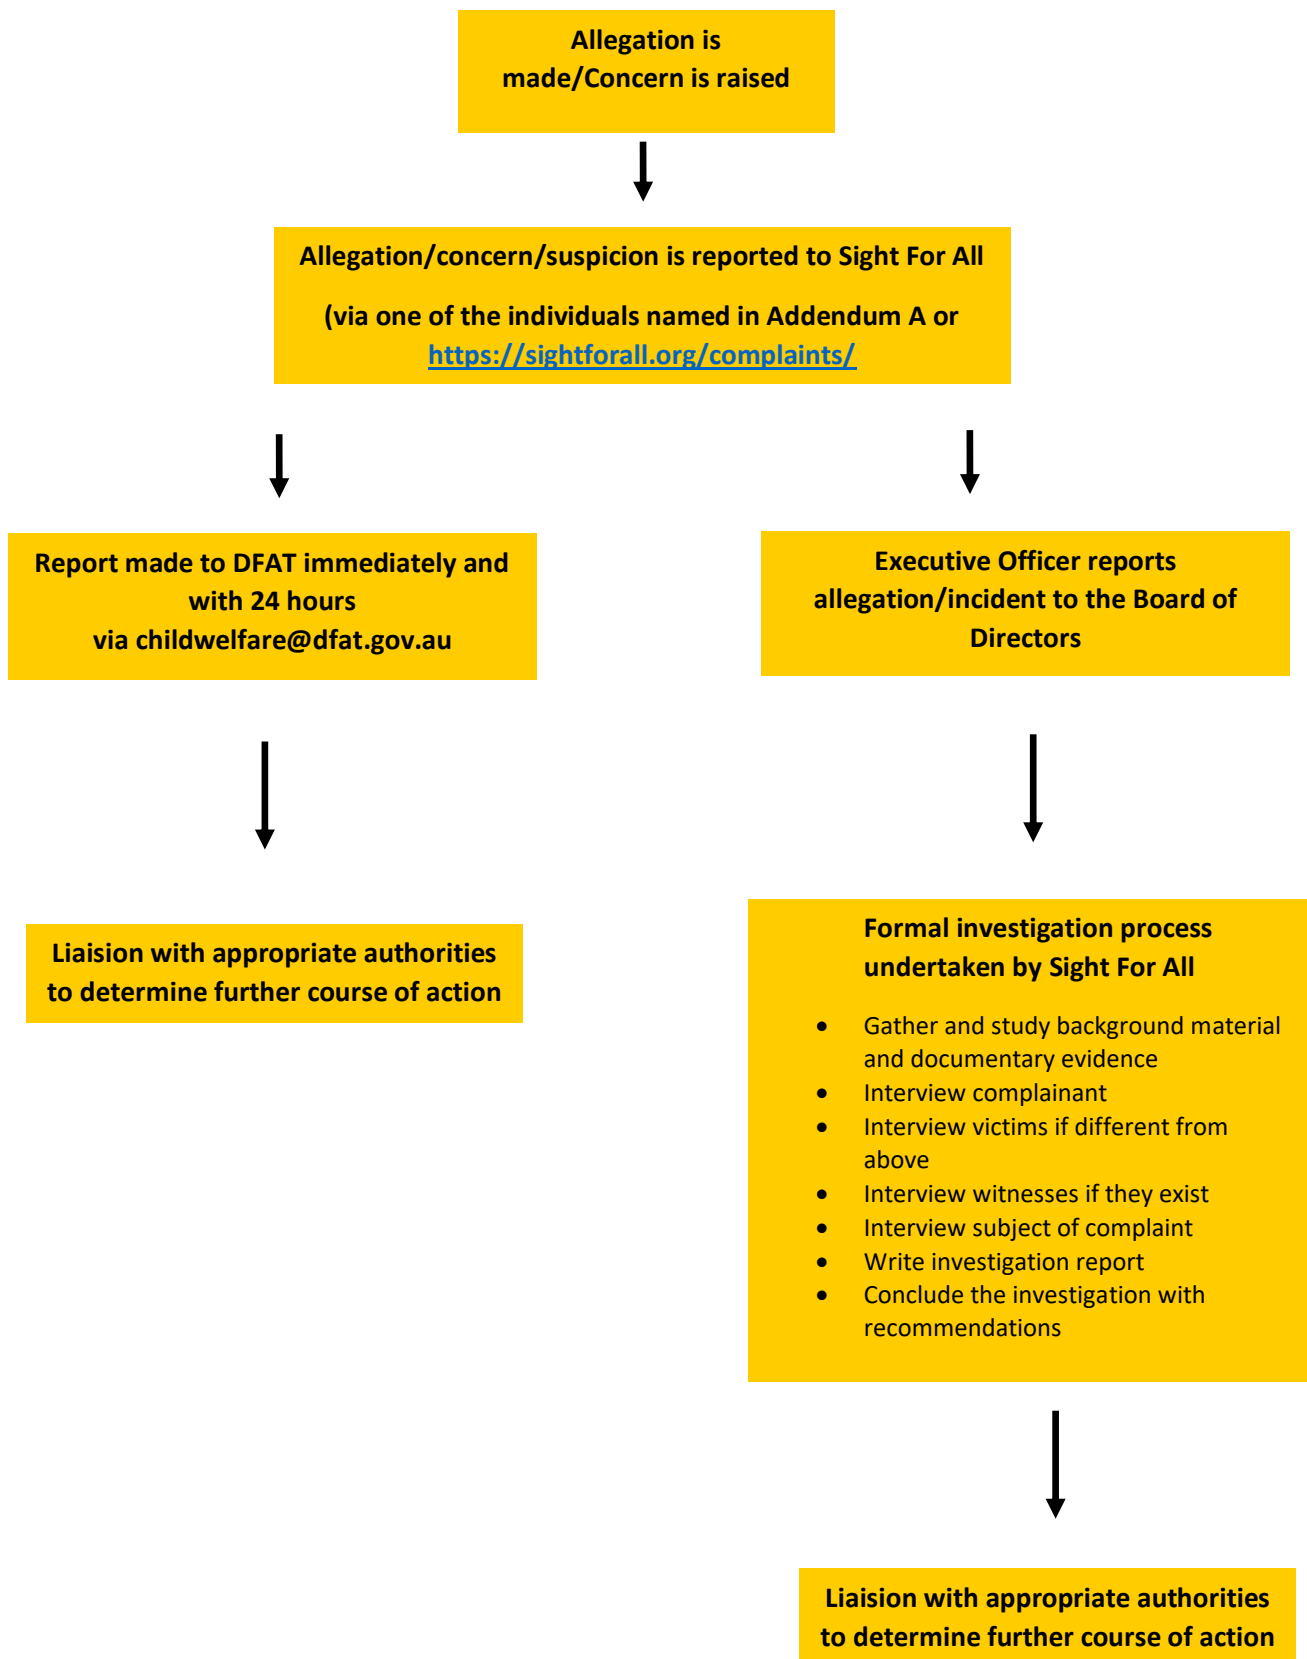 Allegation is
made/Concern is raised
Allegation/concern/suspicion is reported to Sight For All
(via one of the individuals named in Addendum A or
https://sightforall.org/complaints/
Report made to DFAT immediately and
with 24 hours
via childwelfare@dfat.gov.au
Executive Officer reports
allegation/incident to the Board of
Directors
Liaision with appropriate authorities
to determine further course of action
Formal investigation process
undertaken by Sight For All
• Gather and study background material
and documentary evidence
• Interview complainant
• Interview victims if different from
above
• Interview witnesses if they exist
• Interview subject of complaint
• Write investigation report
• Conclude the investigation with
recommendations
Liaision with appropriate authorities
to determine further course of action